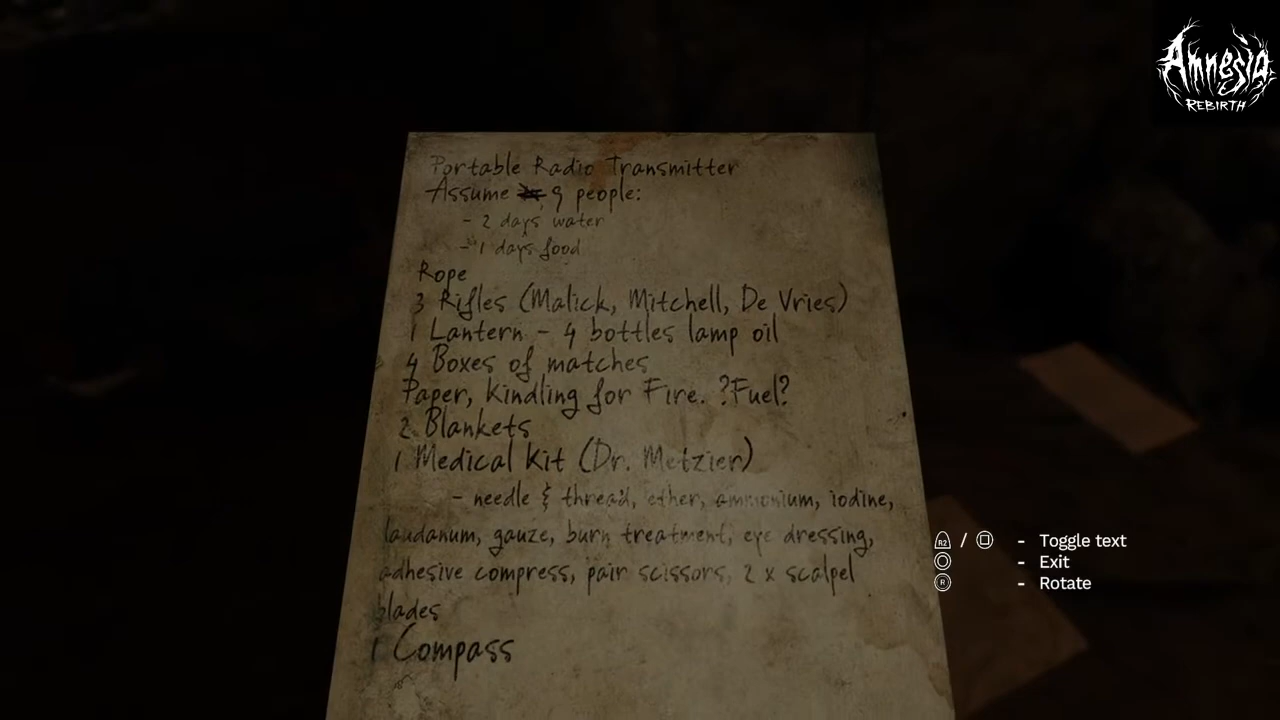 Amnesia
REBIRTH
Portable Radio Transmitter
Assume 9 people:
- 2 days water
- 1 days food
Rope
3 Rifles (Malick, Mitchell, De Vries)
1 Lantern - 4 bottles lamp oil
4 Boxes of matches
Paper, kindling for Fire. ?Fuel?
2 Blankets
1 Medical kit (Dr. Metzier)
- needle & thread, ether, ammonium, iodine,
laudanum, gauze, burn treatment, eye dressing,
adhesive compress, pair scissors, 2 x scalpel
blades
1 Compass
R2 / - Toggle text
- Exit
R - Rotate